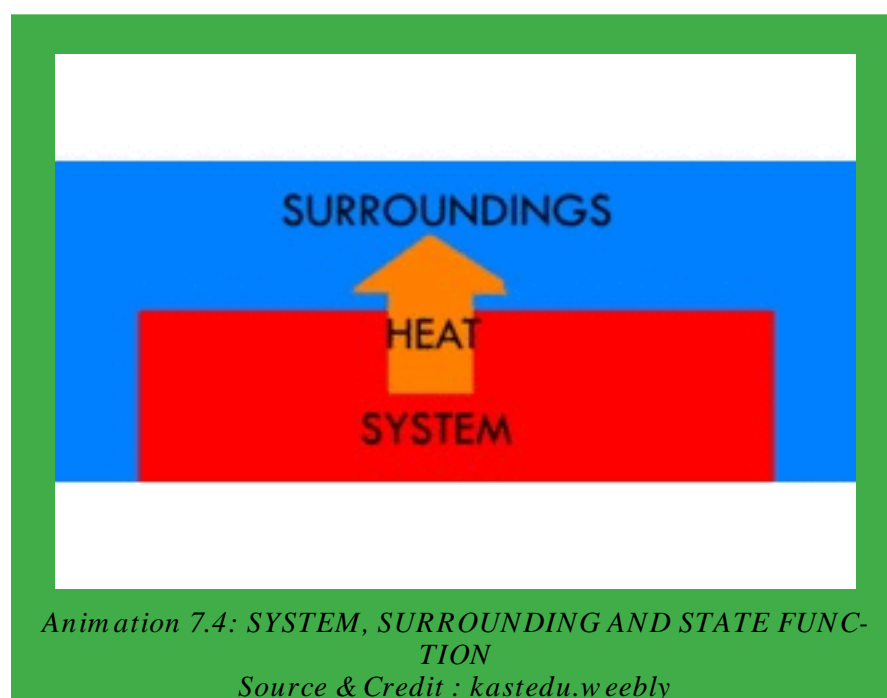 SURROUNDINGS
HEAT
SYSTEM
Animation 7.4: SYSTEM, SURROUNDING AND STATE FUNC-
TION
Source & Credit : kastedu.weebly